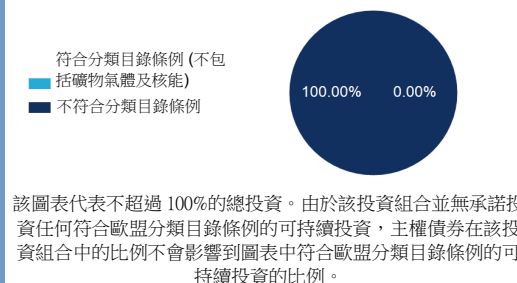 符合分類目錄條例 (不包
括礦物氣體及核能)
不符合分類目錄條例
100.00% 0.00%
該圖表代表不超過 100%的總投資。由於該投資組合並無承諾投
資任何符合歐盟分類目錄條例的可持續投資，主權債券在該投
資組合中的比例不會影響到圖表中符合歐盟分類目錄條例的可
持續投資的比例。